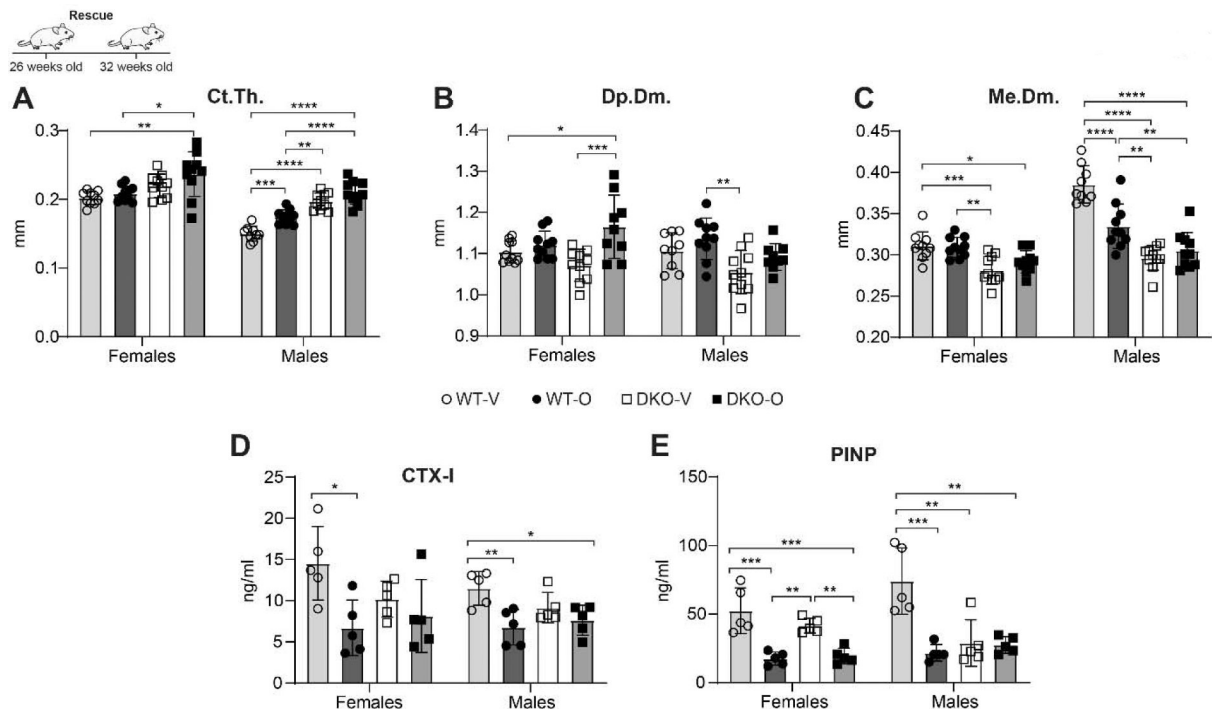 Rescue
26 weeks old 32 weeks old
A Ct.Th.
mm
0.3
0.2
0.1
0.0
* ** **** **** ** **** ***
Females Males
B Dp.Dm.
mm
1.4
1.3
1.2
1.1
1.0
0.9
* *** **
Females Males
C Me.Dm.
mm
0.45
0.40
0.35
0.30
0.25
0.20
* *** ** **** **** **** ** **
Females Males
WT-V WT-O DKO-V DKO-O
D CTX-I
ng/ml
25
20
15
10
5
0
* * **
Females Males
E PINP
ng/ml
150
100
50
0
*** *** ** ** ** ** ***
Females Males